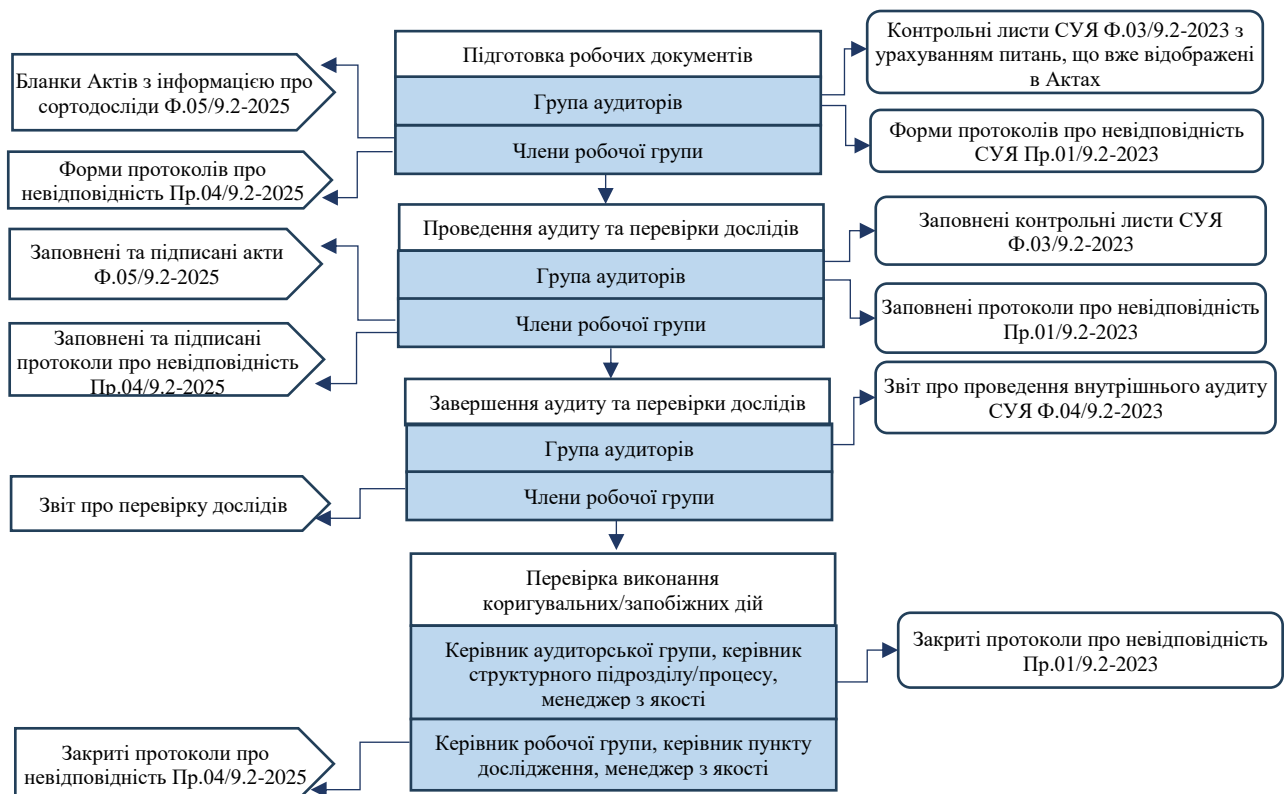 Підготовка робочих документів
Група аудиторів
Члени робочої групи
Бланки Актів з інформацією про
сортодосліди Ф.05/9.2-2025
Форми протоколів про
невідповідність Пр.04/9.2-2025
Контрольні листи СУЯ Ф.03/9.2-2023 з
урахуванням питань, що вже відображені
в Актах
Форми протоколів про невідповідність
СУЯ Пр.01/9.2-2023
Проведення аудиту та перевірки дослідів
Група аудиторів
Члени робочої групи
Заповнені та підписані акти
Ф.05/9.2-2025
Заповнені та підписані
протоколи про невідповідність
Пр.04/9.2-2025
Заповнені контрольні листи СУЯ
Ф.03/9.2-2023
Заповнені протоколи про невідповідність
Пр.01/9.2-2023
Завершення аудиту та перевірки дослідів
Група аудиторів
Члени робочої групи
Звіт про перевірку дослідів
Звіт про проведення внутрішнього аудиту
СУЯ Ф.04/9.2-2023
Перевірка виконання
коригувальних/запобіжних дій
Керівник аудиторської групи, керівник
структурного підрозділу/процесу,
менеджер з якості
Керівник робочої групи, керівник пункту
дослідження, менеджер з якості
Закриті протоколи про невідповідність
Пр.01/9.2-2023
Закриті протоколи про
невідповідність Пр.04/9.2-2025